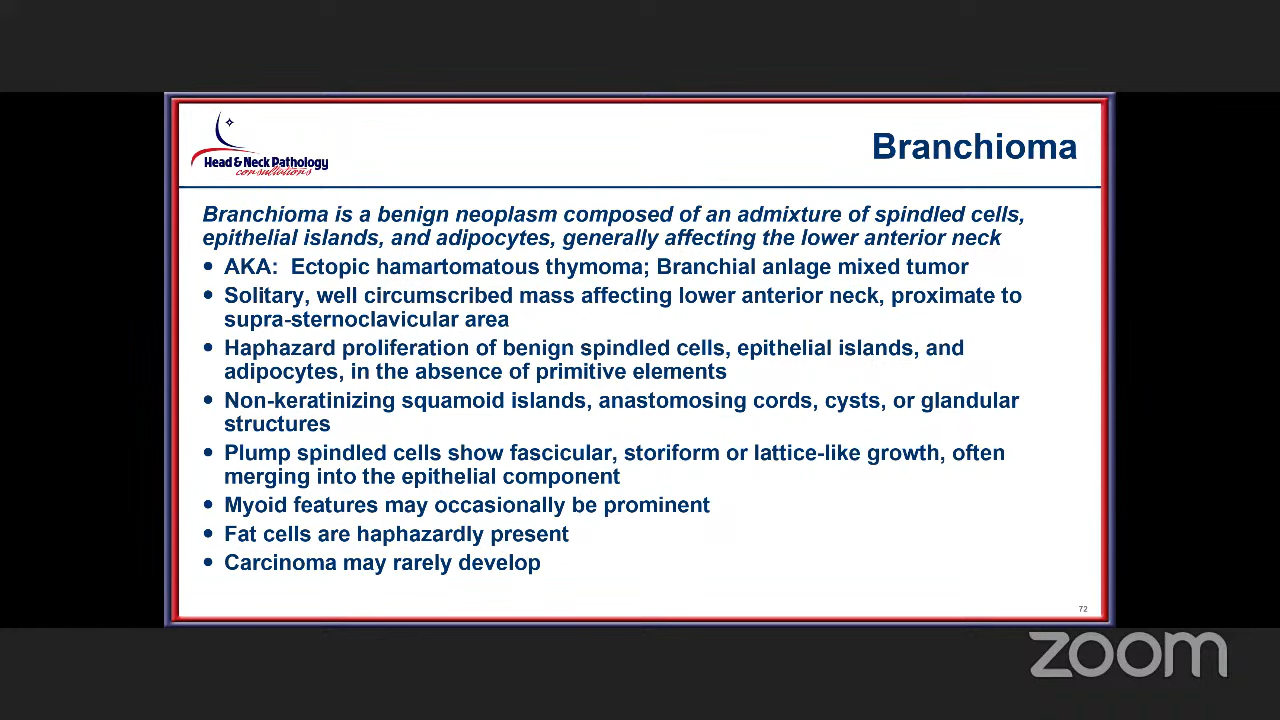 Head & Neck Pathology
consultations
Branchioma
Branchioma is a benign neoplasm composed of an admixture of spindled cells,
epithelial islands, and adipocytes, generally affecting the lower anterior neck
• AKA: Ectopic hamartomatous thymoma; Branchial anlage mixed tumor
• Solitary, well circumscribed mass affecting lower anterior neck, proximate to
supra-sternoclavicular area
• Haphazard proliferation of benign spindled cells, epithelial islands, and
adipocytes, in the absence of primitive elements
• Non-keratinizing squamoid islands, anastomosing cords, cysts, or glandular
structures
• Plump spindled cells show fascicular, storiform or lattice-like growth, often
merging into the epithelial component
• Myoid features may occasionally be prominent
• Fat cells are haphazardly present
• Carcinoma may rarely develop
72
zoom